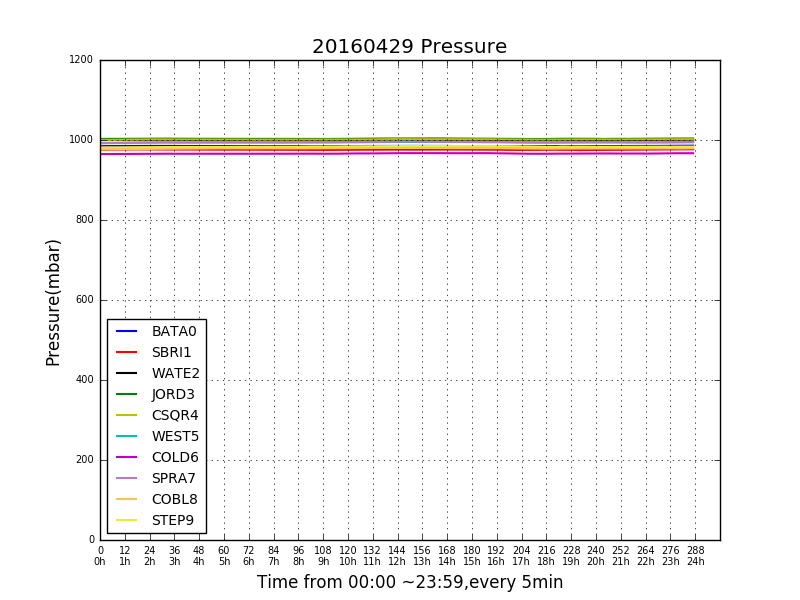 20160429 Pressure
1200
1000
800
600
400
200
0
Pressure(mbar)
BATA0
SBRI1
WATE2
JORD3
CSQR4
WEST5
COLD6
SPRA7
COBL8
STEP9
0 12 24 36 48 60 72 84 96 108 120 132 144 156 168 180 192 204 216 228 240 252 264 276 288
0h 1h 2h 3h 4h 5h 6h 7h 8h 9h 10h 11h 12h 13h 14h 15h 16h 17h 18h 19h 20h 21h 22h 23h 24h
Time from 00:00 ~23:59,every 5min